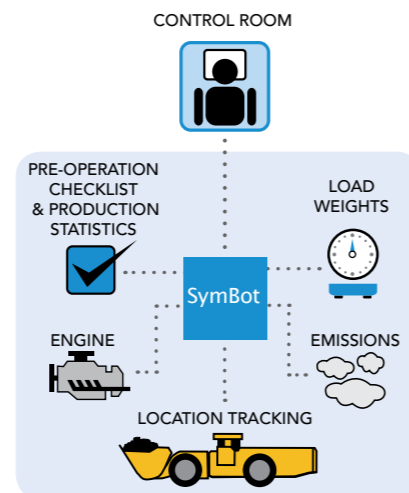 CONTROL ROOM
PRE-OPERATION
CHECKLIST
& PRODUCTION
STATISTICS
LOAD
WEIGHTS
SymBot
ENGINE
EMISSIONS
LOCATION TRACKING